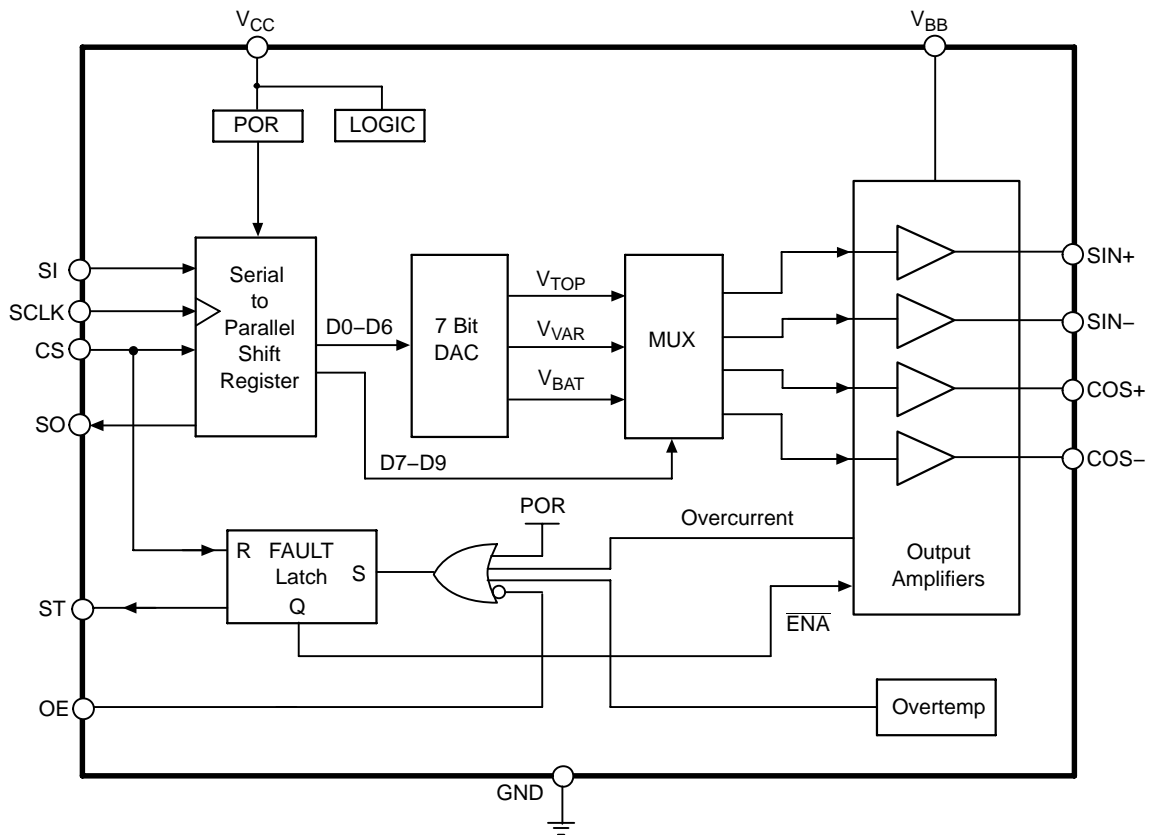 VCC
VBB
POR
LOGIC
SI
SCLK
CS
SO
Serial
to
Parallel
Shift
Register
D0–D6
D7–D9
7 Bit
DAC
VTOP
VVAR
VBAT
MUX
SIN+
SIN–
COS+
COS–
Output
Amplifiers
POR
Overcurrent
R FAULT
Latch
S
Q
ST
ENA
OE
Overtemp
GND